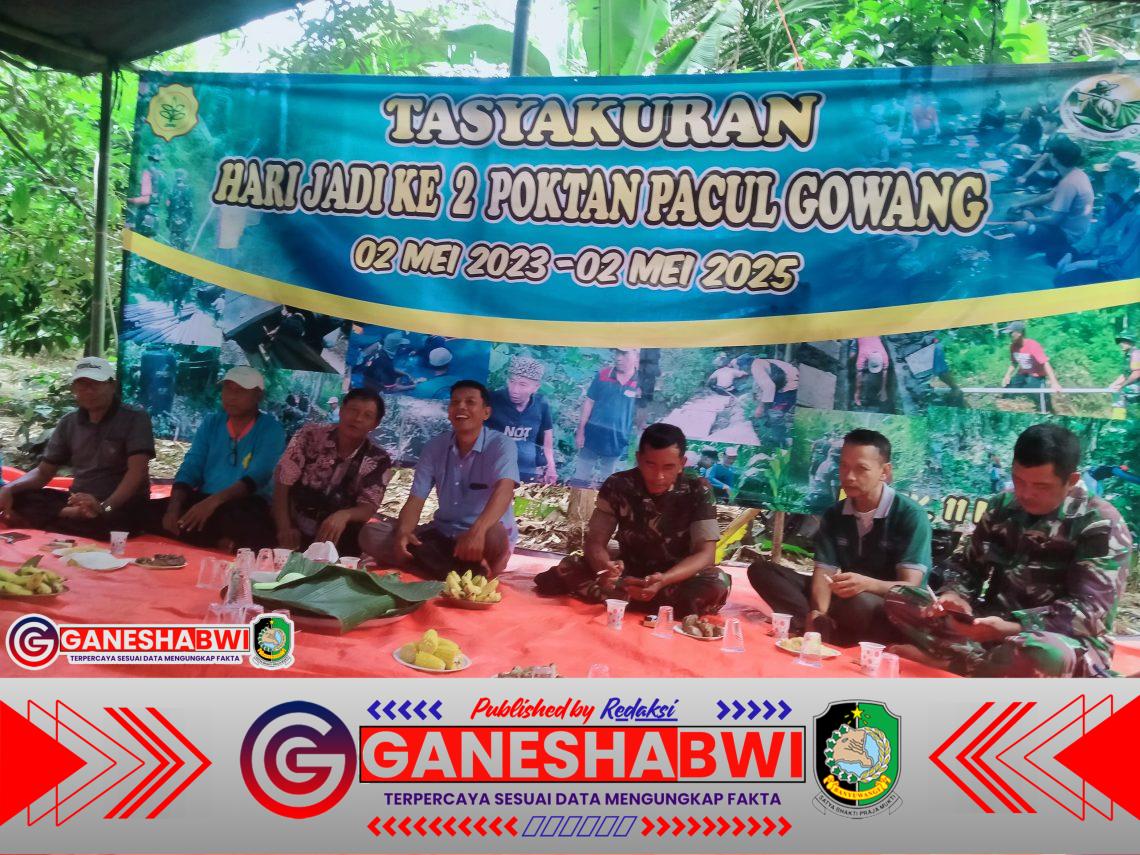 TASYAKURAN
HARI JADI KE 2 POKTAN PACUL GOWANG
02 MEI 2023 - 02 MEI 2025
NOT
GANESHABWI
TERPERCAYA SESUAI DATA MENGUNGKAP FAKTA
Published by Redaksi
GANESHABWI
TERPERCAYA SESUAI DATA MENGUNGKAP FAKTA
BANYUWANGI
SATYA BHAKTI PRAJA MUKTI